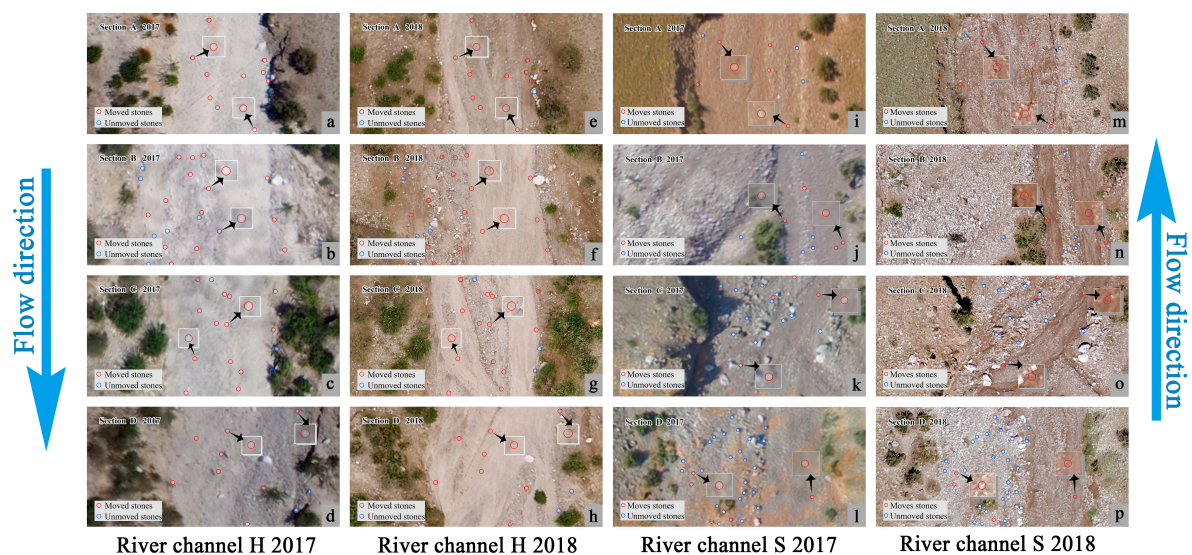 Section A 2017
Moved stones
Unmoved stones
a
Section A 2018
Moved stones
Unmoved stones
e
Section A 2017
Moves stones
Unmoved stones
i
Section A 2018
Moves stones
Unmoved stones
m
Section B 2017
Moved stones
Unmoved stones
b
Section B 2018
Moved stones
Unmoved stones
f
Section B 2017
Moves stones
Unmoved stones
j
Section B 2018
Moves stones
Unmoved stones
n
Section C 2017
Moved stones
Unmoved stones
c
Section C 2018
Moved stones
Unmoved stones
g
Section C 2017
Moves stones
Unmoved stones
k
Section C 2018
Moves stones
Unmoved stones
o
Section D 2017
Moved stones
Unmoved stones
d
Section D 2018
Moved stones
Unmoved stones
h
Section D 2017
Moves stones
Unmoved stones
l
Section D 2018
Moves stones
Unmoved stones
p
Flow direction
Flow direction
River channel H 2017
River channel H 2018
River channel S 2017
River channel S 2018